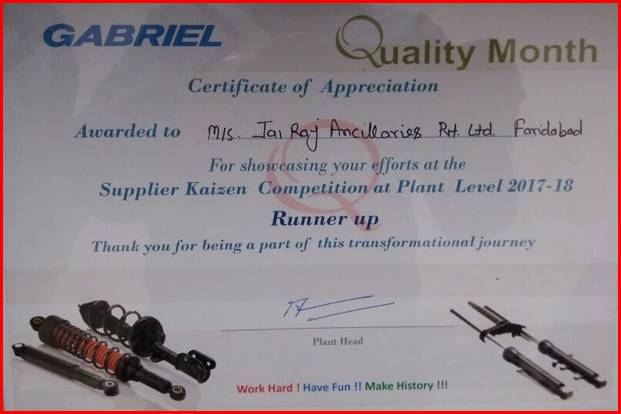 GABRIEL
Quality Month
Certificate of Appreciation
Awarded to M/S. Jai Raj Ancillaries Pvt. Ltd. Faridabad
For showcasing your efforts at the
Supplier Kaizen Competition at Plant Level 2017-18
Runner up
Thank you for being a part of this transformational journey
Plant Head
Work Hard ! Have Fun !! Make History !!!